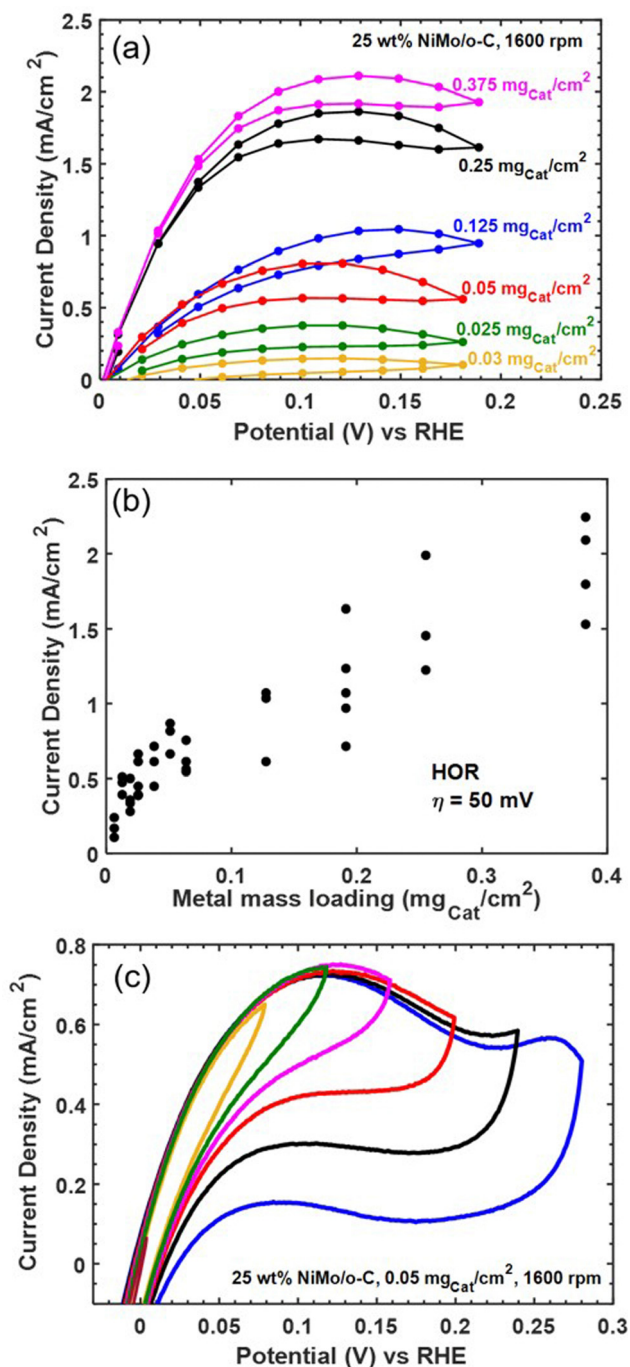 (a)
25 wt% NiMo/o-C, 1600 rpm
0.375 mgCat/cm²
0.25 mgCat/cm²
0.125 mgCat/cm²
0.05 mgCat/cm²
0.025 mgCat/cm²
0.03 mgCat/cm²
Current Density (mA/cm²)
2.5
2
1.5
1
0.5
0
0 0.05 0.1 0.15 0.2 0.25
Potential (V) vs RHE
(b)
Current Density (mA/cm²)
2.5
2
1.5
1
0.5
0
HOR
η = 50 mV
0 0.1 0.2 0.3 0.4
Metal mass loading (mgCat/cm²)
(c)
Current Density (mA/cm²)
0.8
0.6
0.4
0.2
0
25 wt% NiMo/o-C, 0.05 mgCat/cm², 1600 rpm
0 0.05 0.1 0.15 0.2 0.25 0.3
Potential (V) vs RHE